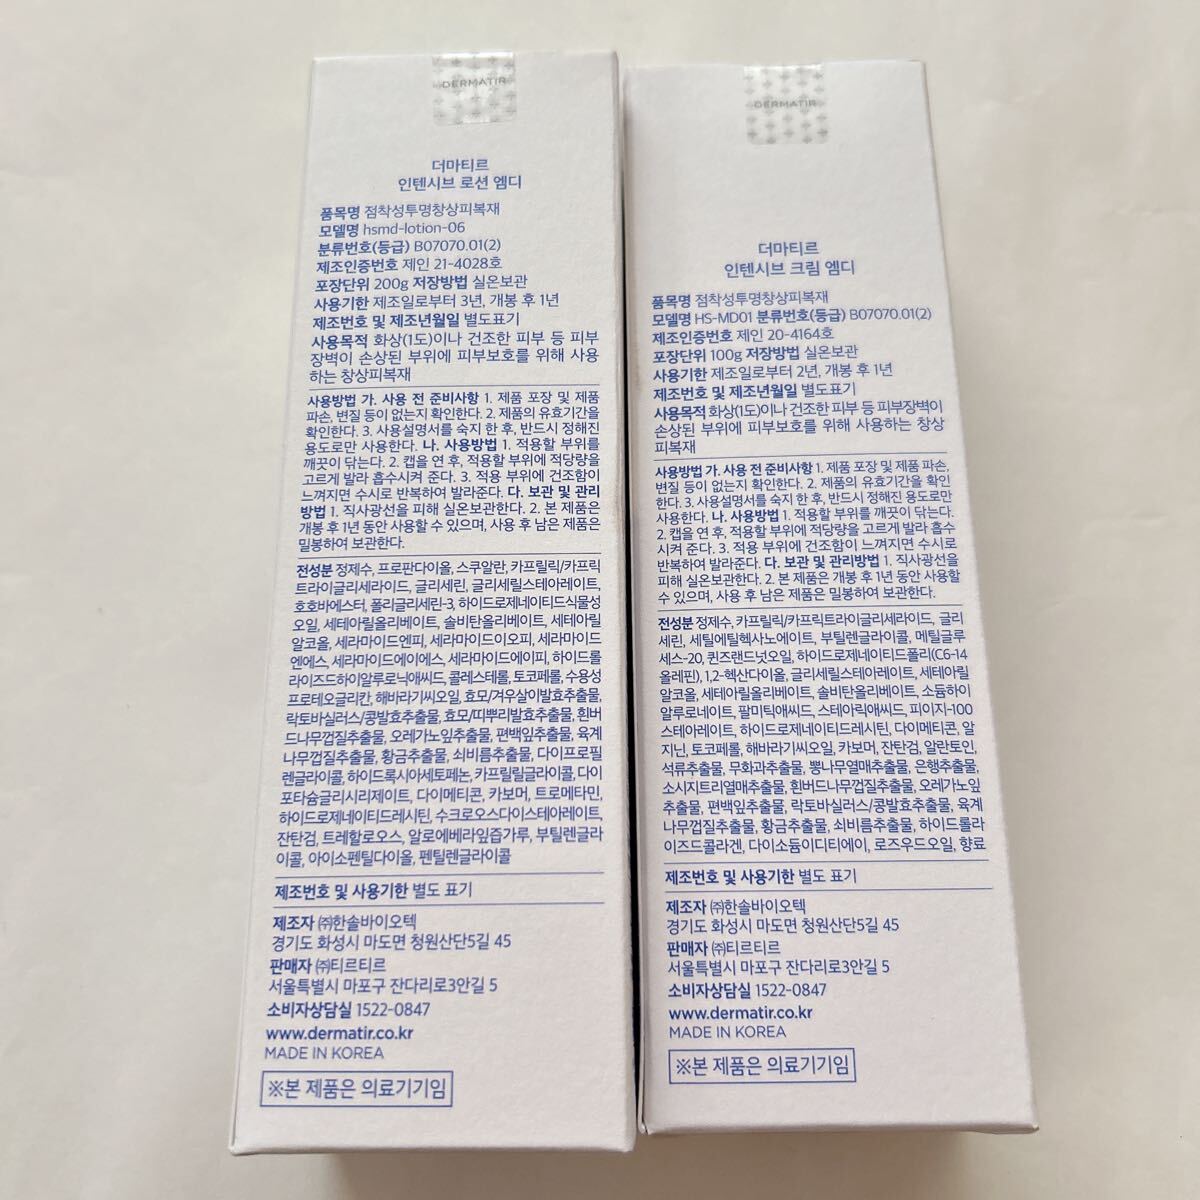 DERMATIR
더마티르
인텐시브 로션 엠디
품목명 점착성투명창상피복재
모델명 hsmd-lotion-06
분류번호(등급) B07070.01(2)
제조인증번호 제인 21-4028호
포장단위 200g 저장방법 실온보관
사용기한 제조일로부터 3년, 개봉 후 1년
제조번호 및 제조년월일 별도표기
사용목적 화상(1도)이나 건조한 피부 등 피부
장벽이 손상된 부위에 피부보호를 위해 사용
하는 창상피복재
사용방법 가. 사용 전 준비사항 1. 제품 포장 및 제품
파손, 변질 등이 없는지 확인한다. 2. 제품의 유효기간을
확인한다. 3. 사용설명서를 숙지 한 후, 반드시 정해진
용도로만 사용한다. 나. 사용방법 1. 적용할 부위를
깨끗이 닦는다. 2. 캡을 연 후, 적용할 부위에 적당량을
고르게 발라 흡수시켜 준다. 3. 적용 부위에 건조함이
느껴지면 수시로 반복하여 발라준다. 다. 보관 및 관리
방법 1. 직사광선을 피해 실온보관한다. 2. 본 제품은
개봉 후 1년 동안 사용할 수 있으며, 사용 후 남은 제품은
밀봉하여 보관한다.
전성분 정제수, 프로판다이올, 스쿠알란, 카프릴릭/카프릭
트라이글리세라이드, 글리세린, 글리세릴스테아레이트,
호호바에스터, 폴리글리세린-3, 하이드로제네이티드식물성
오일, 세테아릴올리베이트, 솔비탄올리베이트, 세테아릴
알코올, 세라마이드엔피, 세라마이드이오피, 세라마이드
엔에스, 세라마이드에이에스, 세라마이드에이피, 하이드롤
라이즈드하이알루로닉애씨드, 콜레스테롤, 토코페롤, 수용성
프로테오글리칸, 해바라기씨오일, 효모/겨우살이발효추출물,
락토바실러스/콩발효추출물, 효모/띠뿌리발효추출물, 흰버
드나무껍질추출물, 오레가노잎추출물, 편백잎추출물, 육계
나무껍질추출물, 황금추출물, 쇠비름추출물, 다이프로필
렌글라이콜, 하이드록시아세토페논, 카프릴릴글라이콜, 다이
포타슘글리시리제이트, 다이메티콘, 카보머, 트로메타민,
하이드로제네이티드레시틴, 수크로오스다이스테아레이트,
잔탄검, 트레할로오스, 알로에베라잎즙가루, 부틸렌글라
이콜, 아이소펜틸다이올, 펜틸렌글라이콜
제조번호 및 사용기한 별도 표기
제조자 ㈜한솔바이오텍
경기도 화성시 마도면 청원산단5길 45
판매자 ㈜티르티르
서울특별시 마포구 잔다리로3안길 5
소비자상담실 1522-0847
www.dermatir.co.kr
MADE IN KOREA
※본 제품은 의료기기임
DERMATIR
더마티르
인텐시브 크림 엠디
품목명 점착성투명창상피복재
모델명 HS-MD01 분류번호(등급) B07070.01(2)
제조인증번호 제인 20-4164호
포장단위 100g 저장방법 실온보관
사용기한 제조일로부터 2년, 개봉 후 1년
제조번호 및 제조년월일 별도표기
사용목적 화상(1도)이나 건조한 피부 등 피부장벽이
손상된 부위에 피부보호를 위해 사용하는 창상
피복재
사용방법 가. 사용 전 준비사항 1. 제품 포장 및 제품 파손,
변질 등이 없는지 확인한다. 2. 제품의 유효기간을 확인
한다. 3. 사용설명서를 숙지 한 후, 반드시 정해진 용도로만
사용한다. 나. 사용방법 1. 적용할 부위를 깨끗이 닦는다.
2. 캡을 연 후, 적용할 부위에 적당량을 고르게 발라 흡수
시켜 준다. 3. 적용 부위에 건조함이 느껴지면 수시로
반복하여 발라준다. 다. 보관 및 관리방법 1. 직사광선을
피해 실온보관한다. 2. 본 제품은 개봉 후 1년 동안 사용할
수 있으며, 사용 후 남은 제품은 밀봉하여 보관한다.
전성분 정제수, 카프릴릭/카프릭트라이글리세라이드, 글리
세린, 세틸에틸헥사노에이트, 부틸렌글라이콜, 메틸글루
세스-20, 퀸즈랜드넛오일, 하이드로제네이티드폴리(C6-14
올레핀), 1,2-헥산다이올, 글리세릴스테아레이트, 세테아릴
알코올, 세테아릴올리베이트, 솔비탄올리베이트, 소듐하이
알루로네이트, 팔미틱애씨드, 스테아릭애씨드, 피이지-100
스테아레이트, 하이드로제네이티드레시틴, 다이메티콘, 알
지닌, 토코페롤, 해바라기씨오일, 카보머, 잔탄검, 알란토인,
석류추출물, 무화과추출물, 뽕나무열매추출물, 은행추출물,
소시지트리열매추출물, 흰버드나무껍질추출물, 오레가노잎
추출물, 편백잎추출물, 락토바실러스/콩발효추출물, 육계
나무껍질추출물, 황금추출물, 쇠비름추출물, 하이드롤라
이즈드콜라겐, 다이소듐이디티에이, 로즈우드오일, 향료
제조번호 및 사용기한 별도 표기
제조자 ㈜한솔바이오텍
경기도 화성시 마도면 청원산단5길 45
판매자 ㈜티르티르
서울특별시 마포구 잔다리로3안길 5
소비자상담실 1522-0847
www.dermatir.co.kr
MADE IN KOREA
※본 제품은 의료기기임